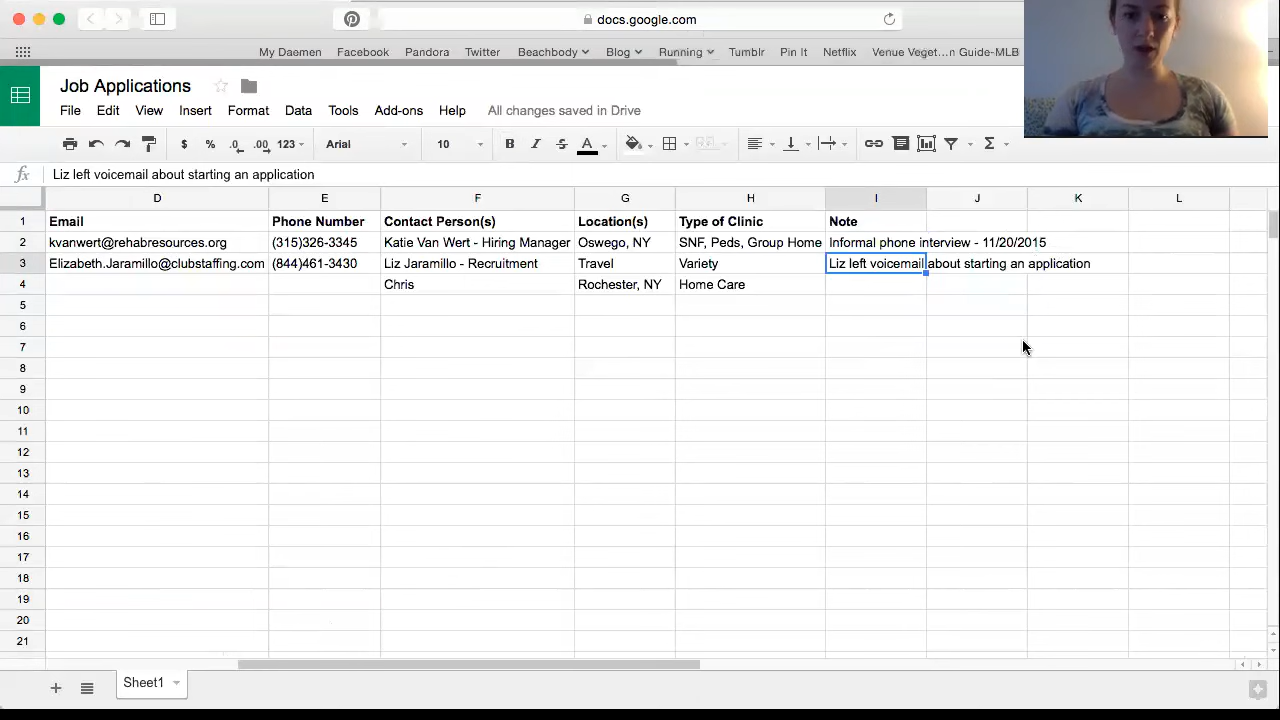 docs.google.com
My Daemen Facebook Pandora Twitter Beachbody Blog Running Tumblr Pin It Netflix Venue Veget...n Guide-MLB
Job Applications
File Edit View Insert Format Data Tools Add-ons Help All changes saved in Drive
$ % .0 .00 123 Arial 10 B I S A Σ
fx Liz left voicemail about starting an application
D E F G H I J K L
1 Email Phone Number Contact Person(s) Location(s) Type of Clinic Note
2 kvanwert@rehabresources.org (315)326-3345 Katie Van Wert - Hiring Manager Oswego, NY SNF, Peds, Group Home Informal phone interview - 11/20/2015
3 Elizabeth.Jaramillo@clubstaffing.com (844)461-3430 Liz Jaramillo - Recruitment Travel Variety Liz left voicemail about starting an application
4 Chris Rochester, NY Home Care
5
6
7
8
9
10
11
12
13
14
15
16
17
18
19
20
21
Sheet1